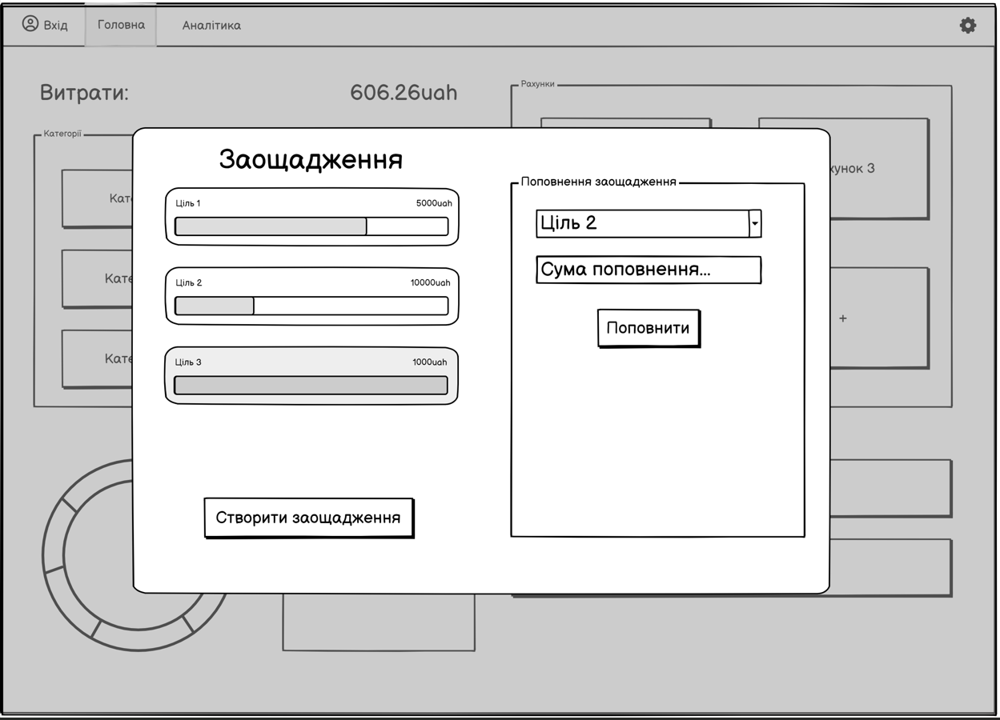 Вхід
Головна
Аналітика
Витрати:
606.26uah
Рахунки
Категорії
хунок 3
Кате
Кате
Кате
+
Заощадження
Ціль 1
5000uah
Ціль 2
10000uah
Ціль 3
1000uah
Створити заощадження
Поповнення заощадження
Ціль 2
Сума поповнення...
Поповнити